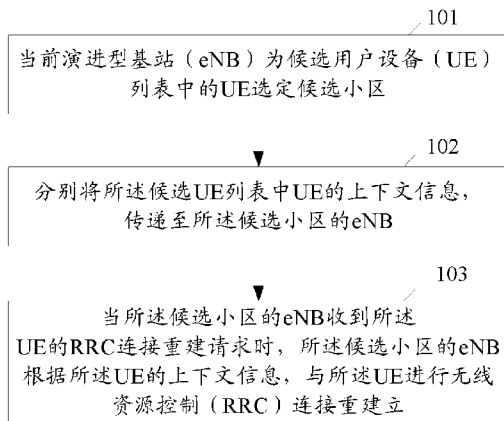 101
当前演进型基站（eNB）为候选用户设备（UE）
列表中的UE选定候选小区
102
分别将所述候选UE列表中UE的上下文信息，
传递至所述候选小区的eNB
103
当所述候选小区的eNB收到所述
UE的RRC连接重建请求时，所述候选小区的eNB
根据所述UE的上下文信息，与所述UE进行无线
资源控制（RRC）连接重建立